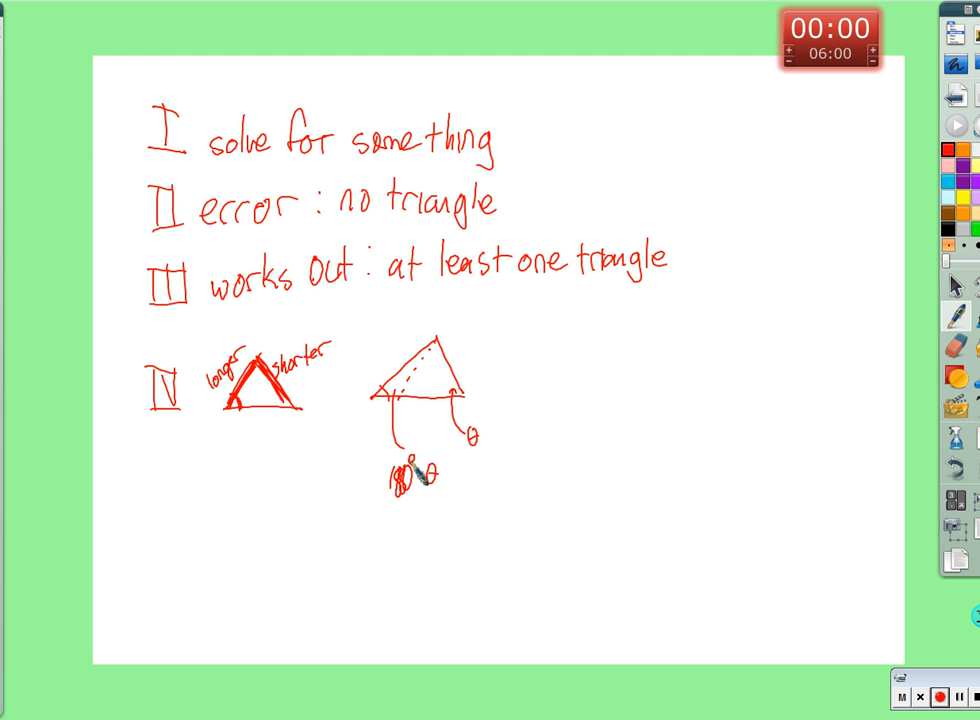 00:00
06:00
I solve for something
II error : no triangle
III works out : at least one triangle
IV longer shorter
θ
180° θ
M